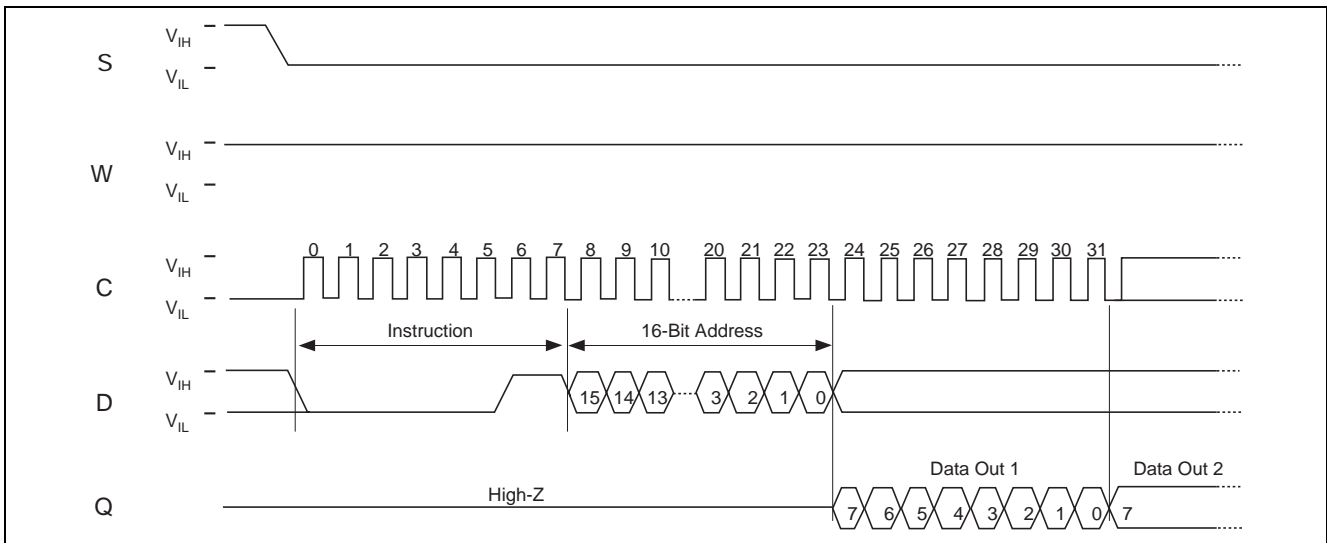 S
VIH
VIL
W
VIH
VIL
C
VIH
VIL
0 1 2 3 4 5 6 7 8 9 10 20 21 22 23 24 25 26 27 28 29 30 31
Instruction
16-Bit Address
D
VIH
VIL
15 14 13 3 2 1 0
Data Out 1
Data Out 2
Q
High-Z
7 6 5 4 3 2 1 0 7